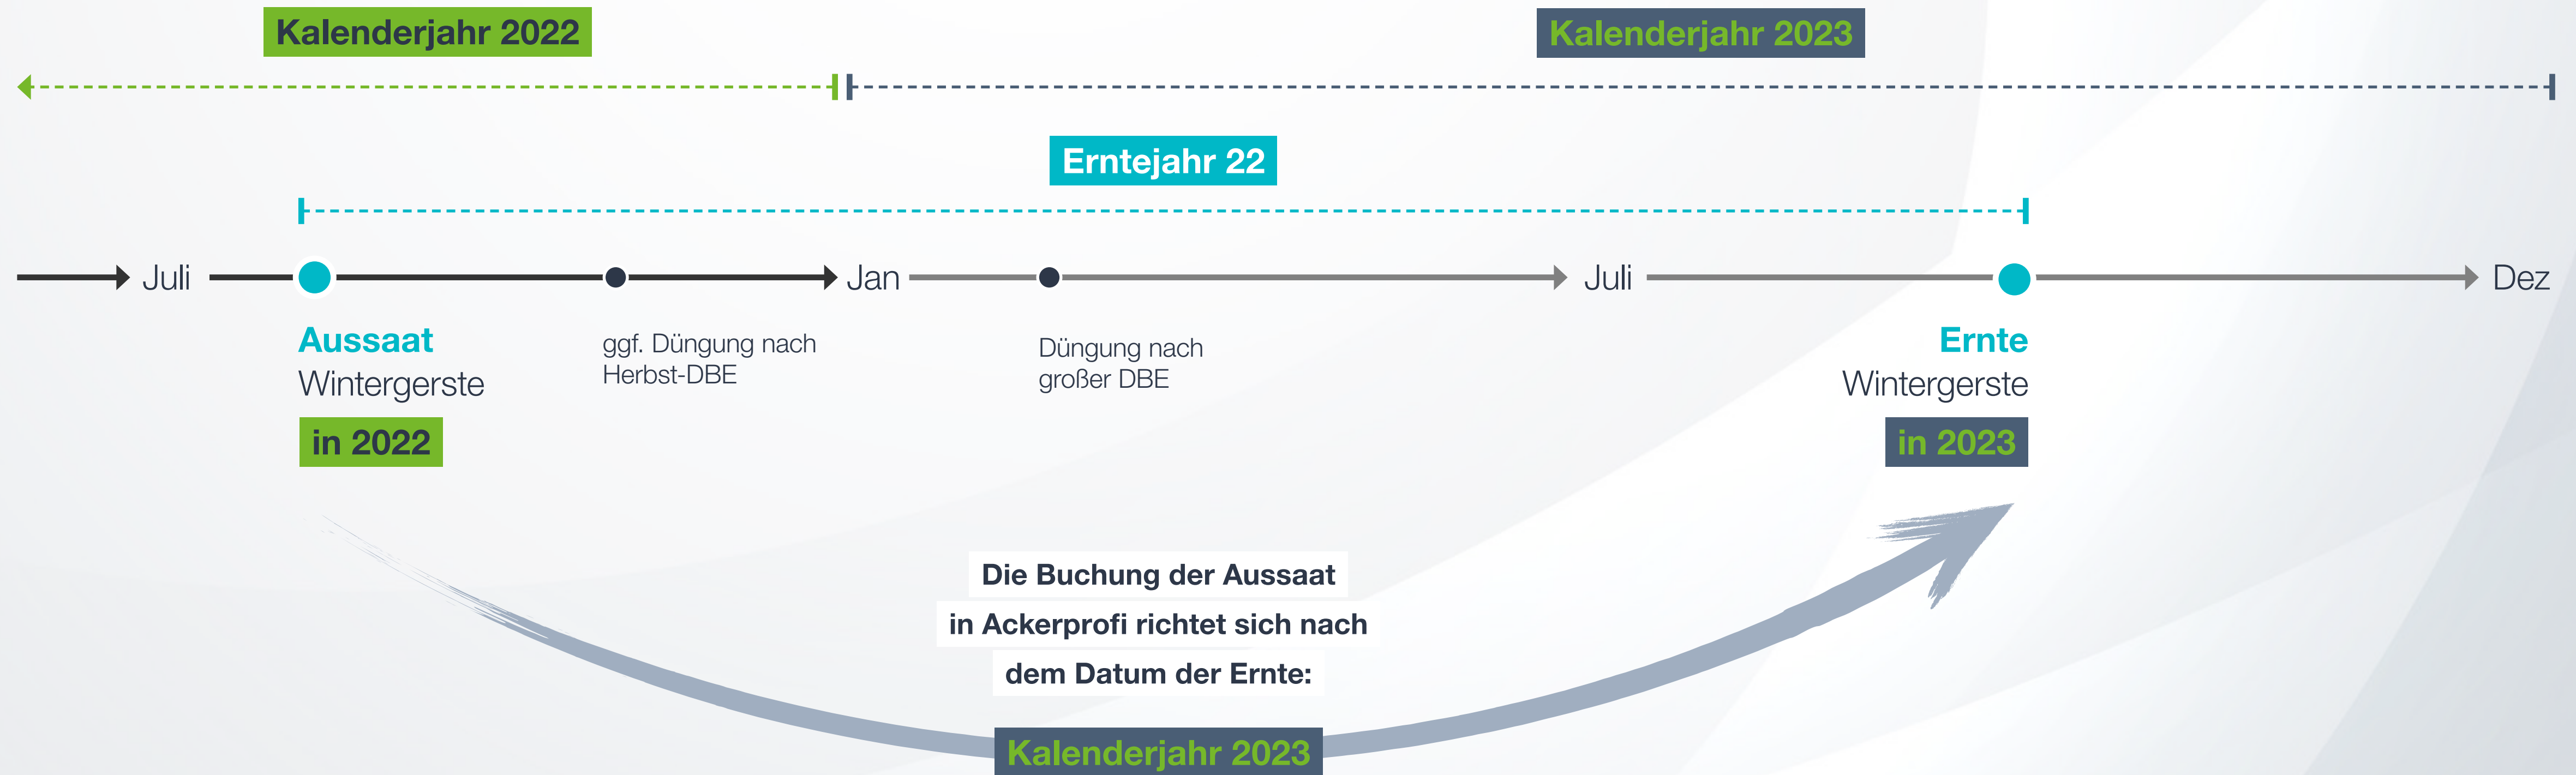 Kalenderjahr 2022
Kalenderjahr 2023
Erntejahr 22
Juli
Jan
Juli
Dez
Aussaat
Wintergerste
in 2022
ggf. Düngung nach
Herbst-DBE
Düngung nach
großer DBE
Ernte
Wintergerste
in 2023
Die Buchung der Aussaat
in Ackerprofi richtet sich nach
dem Datum der Ernte:
Kalenderjahr 2023